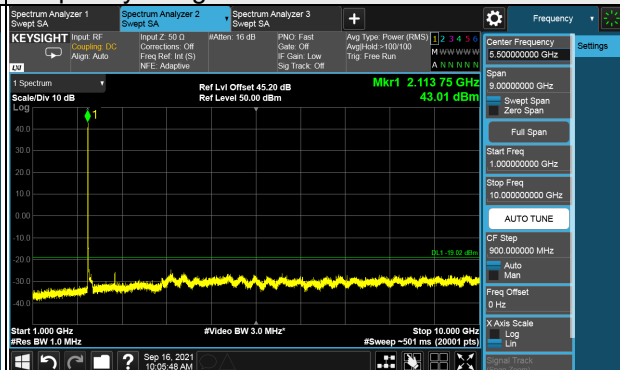 Spectrum Analyzer 1
Swept SA
Spectrum Analyzer 2
Swept SA
Spectrum Analyzer 3
Swept SA
+
Frequency
KEYSIGHT
LXI
Input: RF
Coupling: DC
Align: Auto
Input Z: 50 Ω
Corrections: Off
Freq Ref: Int (S)
NFE: Adaptive
#Atten: 16 dB
PNO: Fast
Gate: Off
IF Gain: Low
Sig Track: Off
Avg Type: Power (RMS)
Avg|Hold:>100/100
Trig: Free Run
1 2 3 4 5 6
M W W W W W
A N N N N N
1 Spectrum
Scale/Div 10 dB
Ref Lvl Offset 45.20 dB
Ref Level 50.00 dBm
Mkr1 2.113 75 GHz
43.01 dBm
Log
1
40.0
30.0
20.0
10.0
0.00
-10.0
-20.0
-30.0
-40.0
DL1 -19.02 dBm
Start 1.000 GHz
#Res BW 1.0 MHz
#Video BW 3.0 MHz*
Stop 10.000 GHz
#Sweep ~501 ms (20001 pts)
Sep 16, 2021
10:05:48 AM
?
Center Frequency
5.500000000 GHz
Settings
Span
9.00000000 GHz
Swept Span
Zero Span
Full Span
Start Freq
1.000000000 GHz
Stop Freq
10.000000000 GHz
AUTO TUNE
CF Step
900.000000 MHz
Auto
Man
Freq Offset
0 Hz
X Axis Scale
Log
Lin
Signal Track